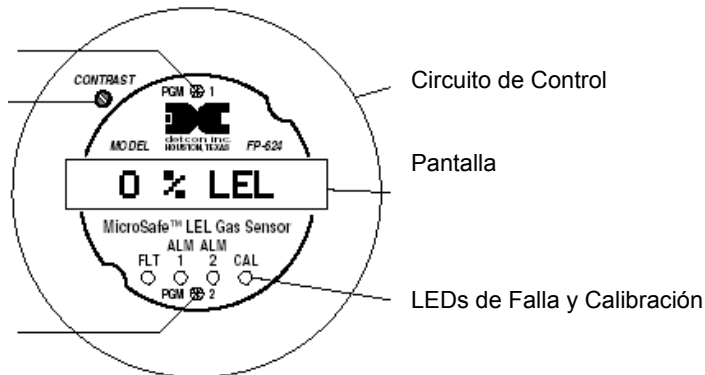 CONTRAST
PGM 1
detcon inc.
MODEL HOUSTON, TEXAS FP-624
0 % LEL
MicroSafe™ LEL Gas Sensor
ALM ALM
FLT 1 2 CAL
PGM 2
Circuito de Control
Pantalla
LEDs de Falla y Calibración